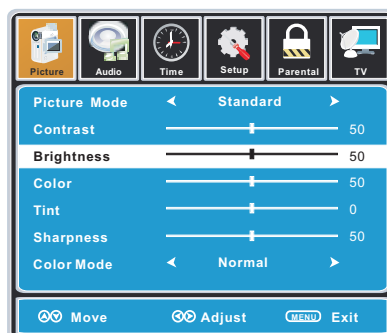 Picture Audio Time Setup Parental TV
Picture Mode Standard
Contrast 50
Brightness 50
Color 50
Tint 0
Sharpness 50
Color Mode Normal
Move Adjust MENU Exit